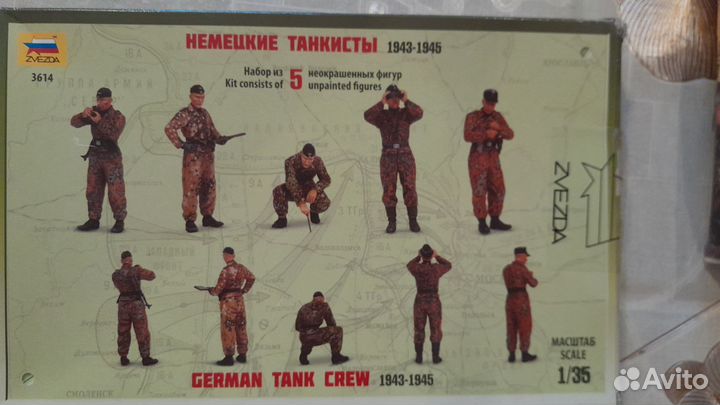 НЕМЕЦКИЕ ТАНКИСТЫ 1943-1945
ZVEZDA
3614
Набор из 5 неокрашенных фигур
Kit consists of unpainted figures
ZVEZDA
МАСШТАБ
SCALE
1/35
GERMAN TANK CREW 1943-1945
СМОЛЕНСК
Avito